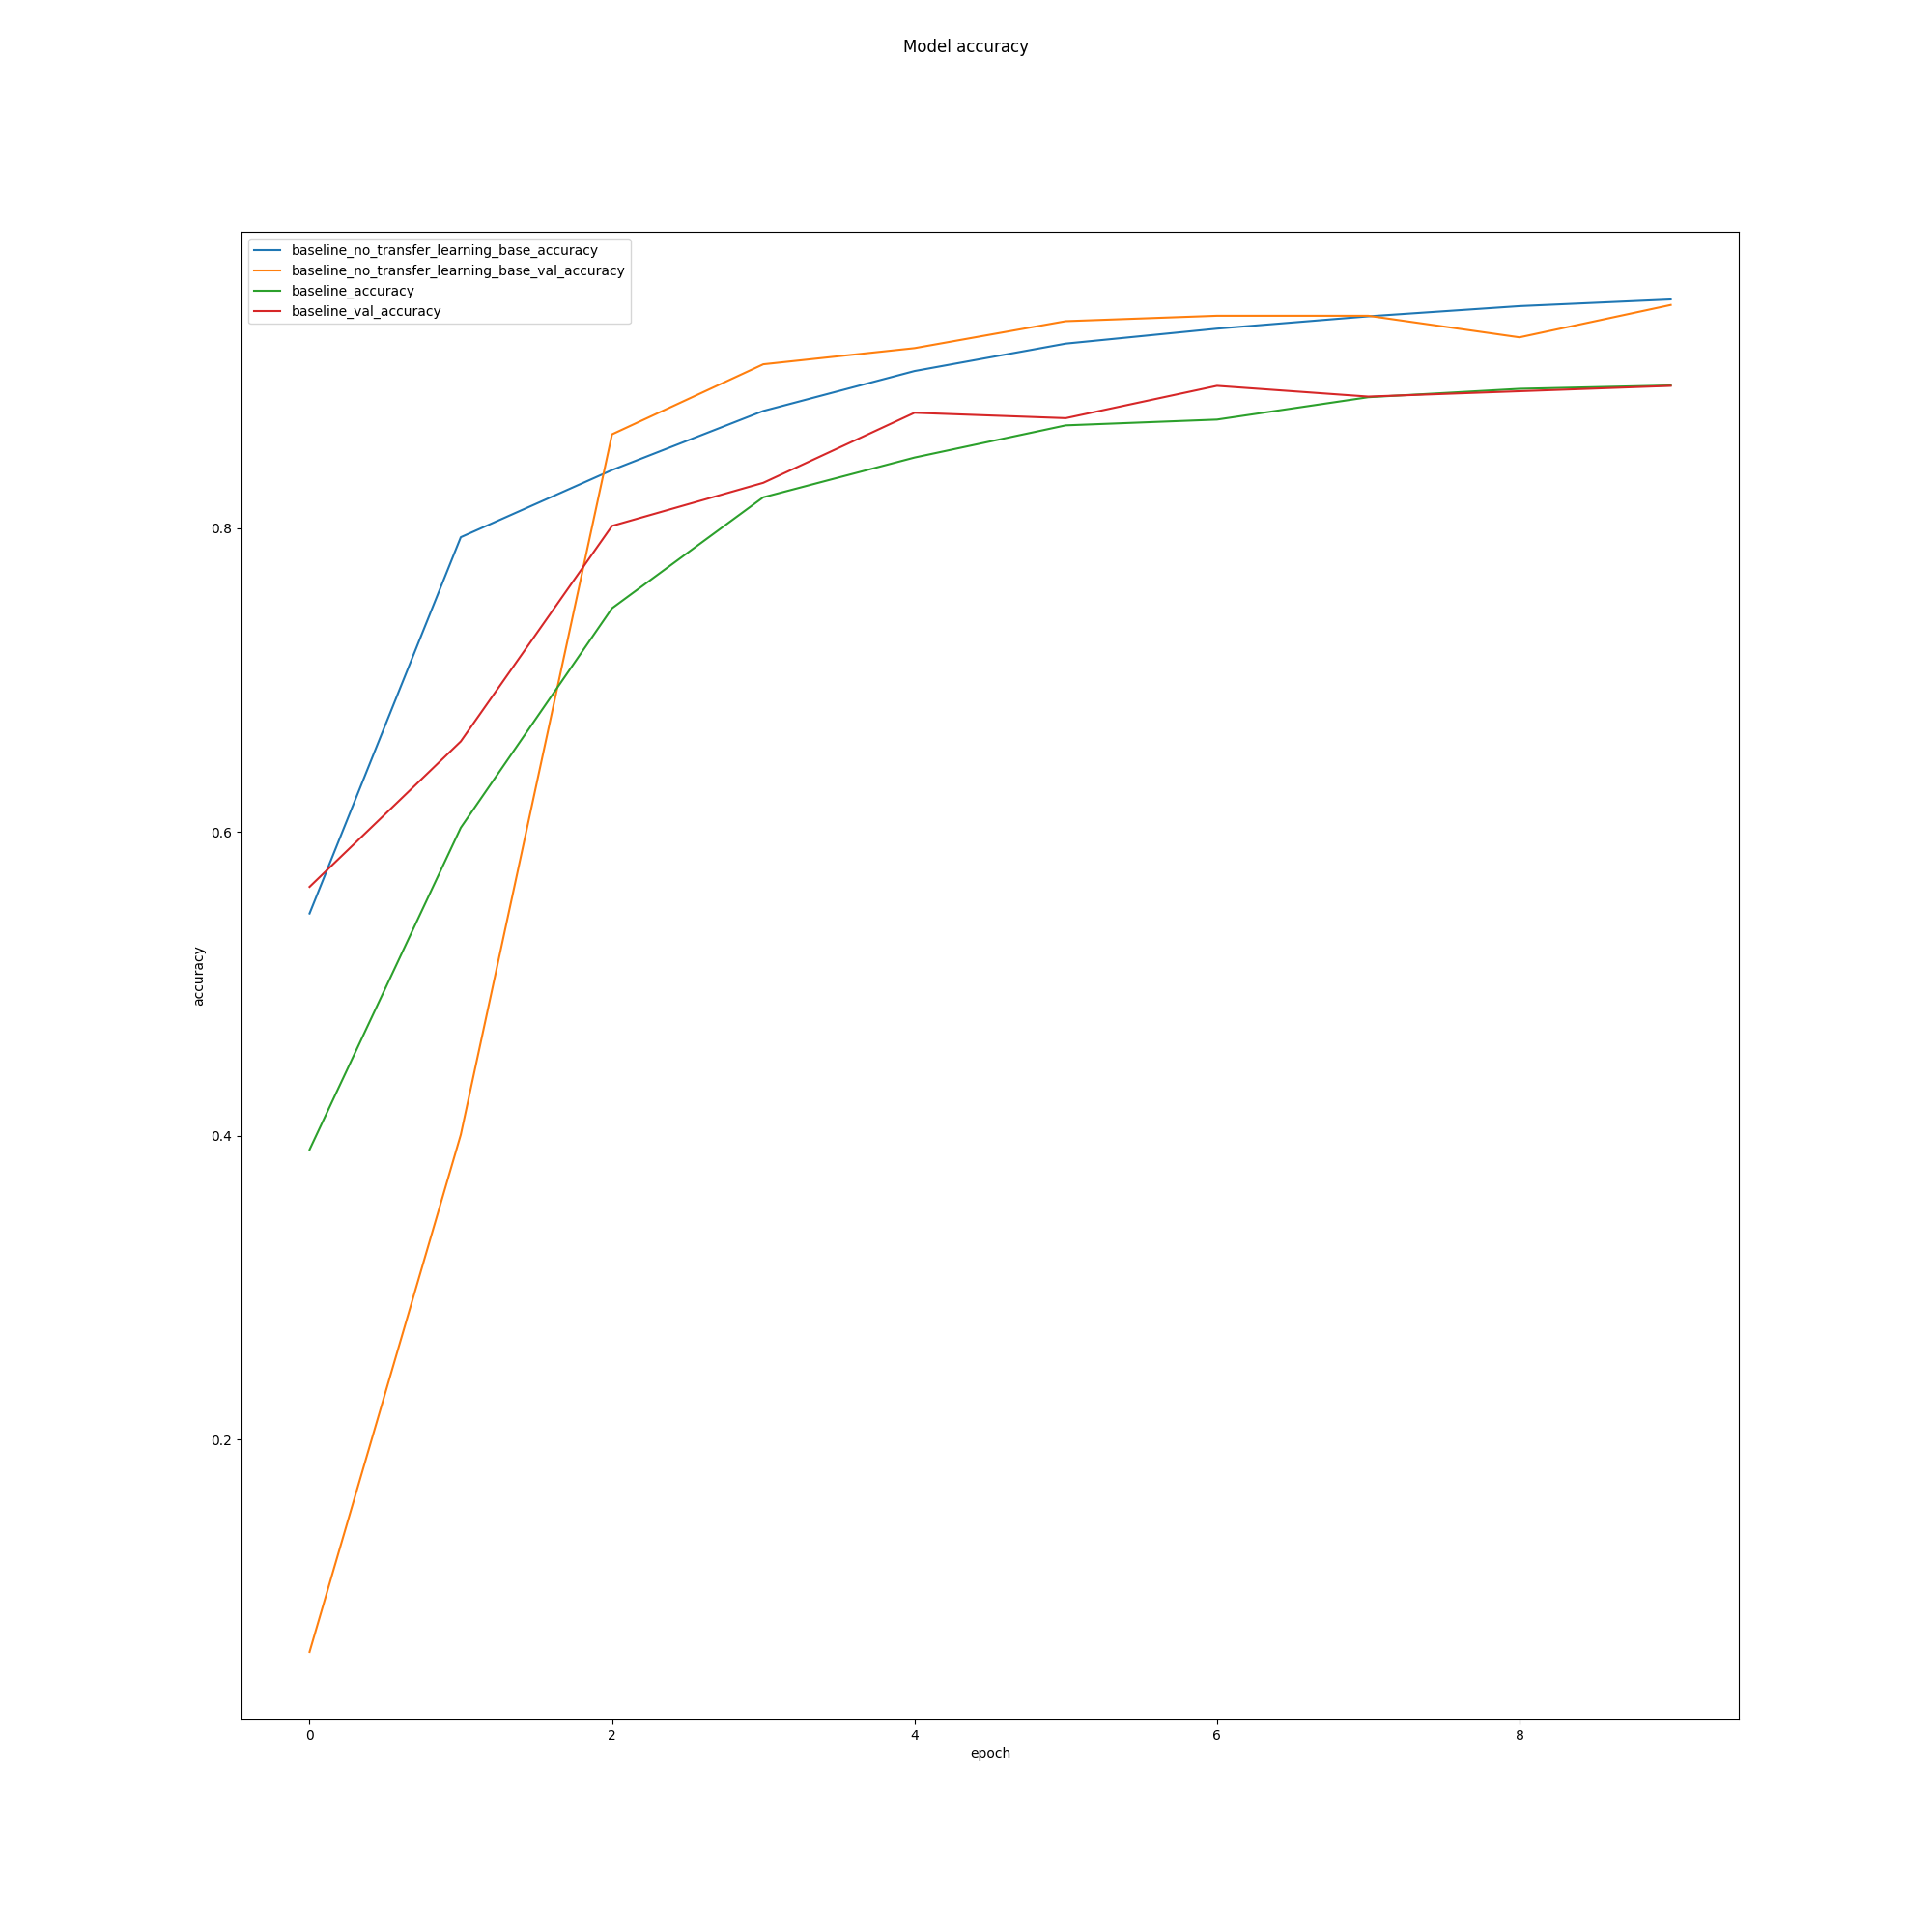 Model accuracy
baseline_no_transfer_learning_base_accuracy
baseline_no_transfer_learning_base_val_accuracy
baseline_accuracy
baseline_val_accuracy
0.8
0.6
accuracy
0.4
0.2
0 2 4 6 8
epoch